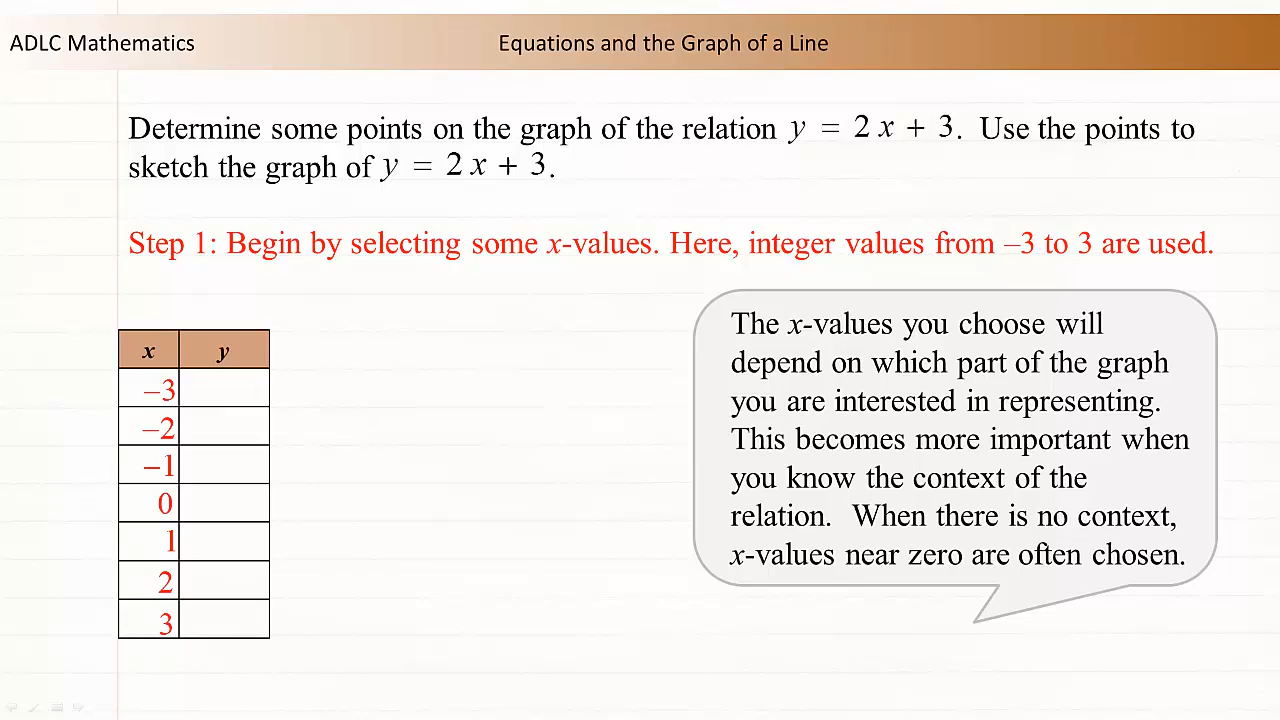 ADLC Mathematics
Equations and the Graph of a Line
Determine some points on the graph of the relation y = 2x + 3. Use the points to
sketch the graph of y = 2x + 3.
Step 1: Begin by selecting some x-values. Here, integer values from –3 to 3 are used.
x y
–3
–2
–1
0
1
2
3
The x-values you choose will
depend on which part of the graph
you are interested in representing.
This becomes more important when
you know the context of the
relation. When there is no context,
x-values near zero are often chosen.